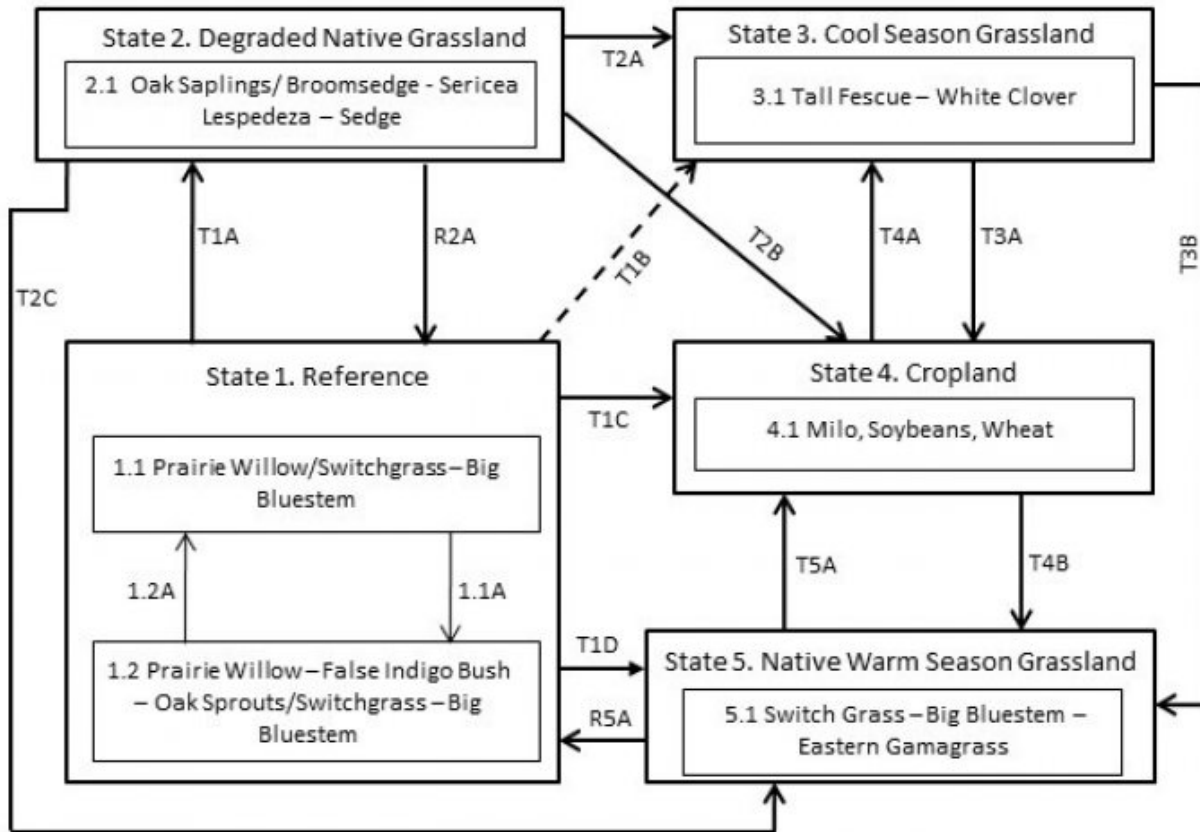 State 2. Degraded Native Grassland
2.1 Oak Saplings/ Broomsedge - Sericea
Lespedeza – Sedge
T2A
State 3. Cool Season Grassland
3.1 Tall Fescue – White Clover
T1A
R2A
T1B
T2B
T4A
T3A
T3B
T2C
State 1. Reference
1.1 Prairie Willow/Switchgrass – Big
Bluestem
1.2A
1.1A
1.2 Prairie Willow – False Indigo Bush
– Oak Sprouts/Switchgrass – Big
Bluestem
T1C
State 4. Cropland
4.1 Milo, Soybeans, Wheat
T5A
T4B
T1D
R5A
State 5. Native Warm Season Grassland
5.1 Switch Grass – Big Bluestem –
Eastern Gamagrass